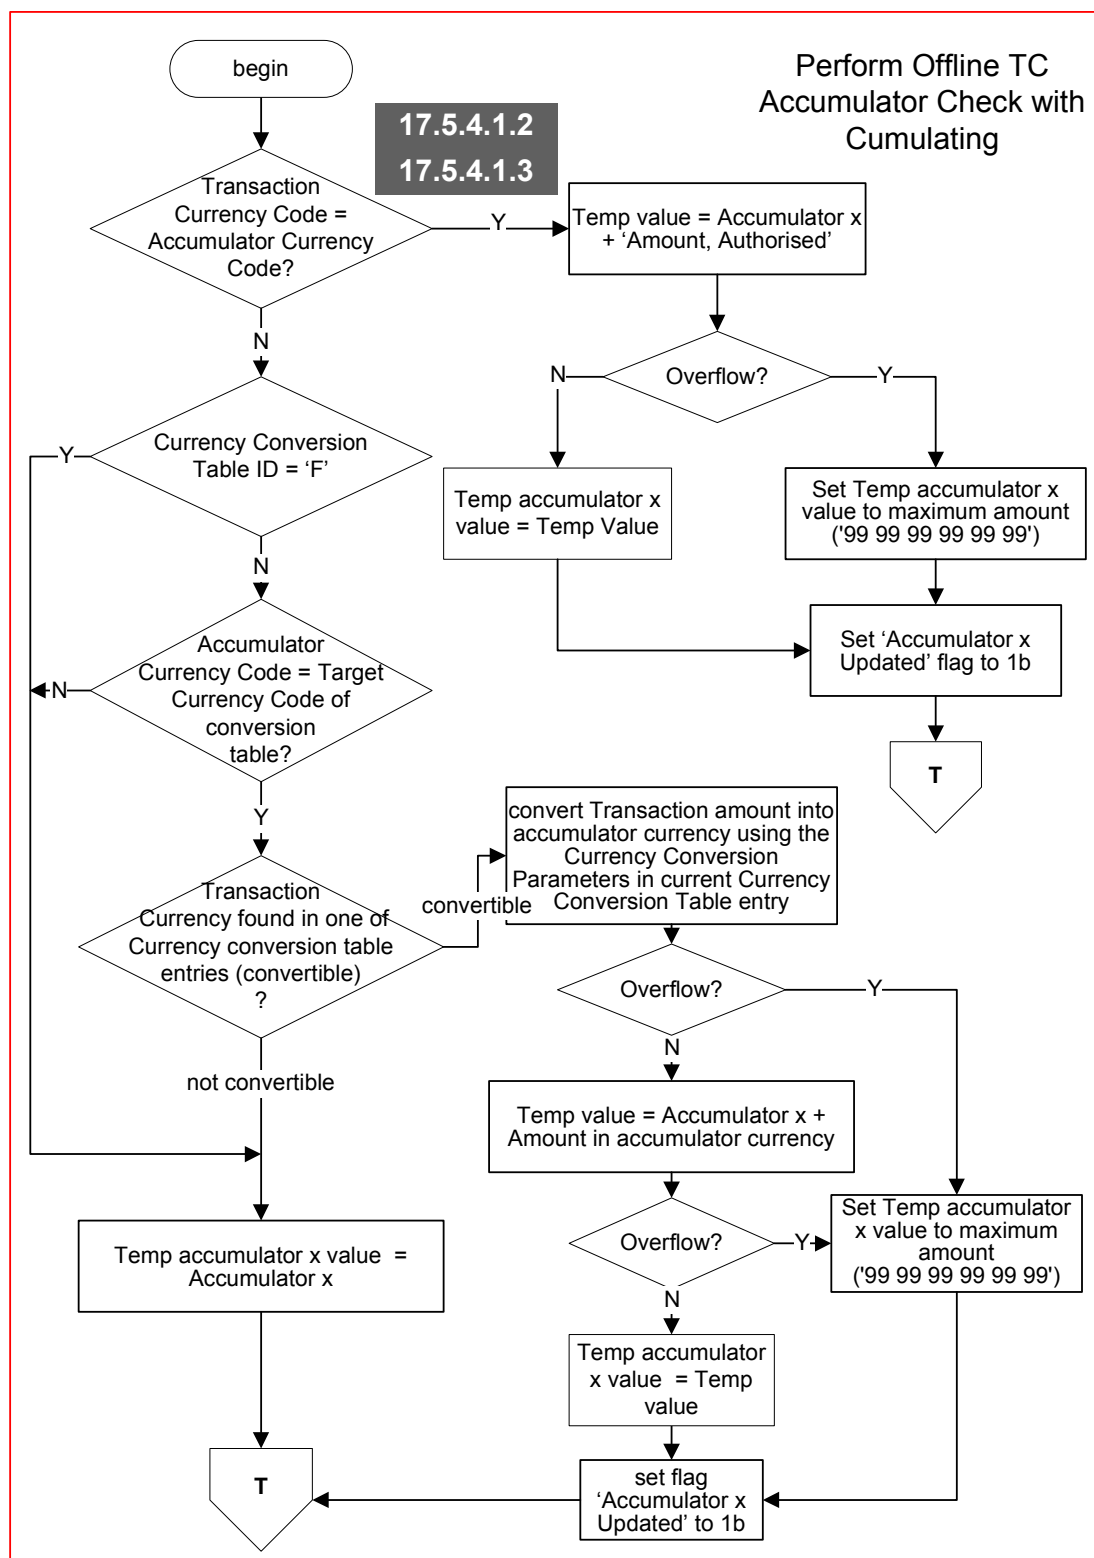 begin
Perform Offline TC
Accumulator Check with
Cumulating
17.5.4.1.2
17.5.4.1.3
Transaction
Currency Code =
Accumulator Currency
Code?
Y
Temp value = Accumulator x
+ ‘Amount, Authorised’
N
Overflow?
N
Y
Currency Conversion
Table ID = ‘F’
Y
Temp accumulator x
value = Temp Value
Set Temp accumulator x
value to maximum amount
('99 99 99 99 99 99')
N
Accumulator
Currency Code = Target
Currency Code of
conversion
table?
N
Set ‘Accumulator x
Updated’ flag to 1b
T
Y
convert Transaction amount into
accumulator currency using the
Currency Conversion
Parameters in current Currency
Conversion Table entry
Transaction
Currency found in one of
Currency conversion table
entries (convertible)
?
convertible
Overflow?
Y
N
not convertible
Temp value = Accumulator x +
Amount in accumulator currency
Overflow?
Y
Set Temp accumulator
x value to maximum
amount
('99 99 99 99 99 99')
Temp accumulator x value  =
Accumulator x
N
Temp accumulator
x value  = Temp
value
T
set flag
‘Accumulator x
Updated’ to 1b